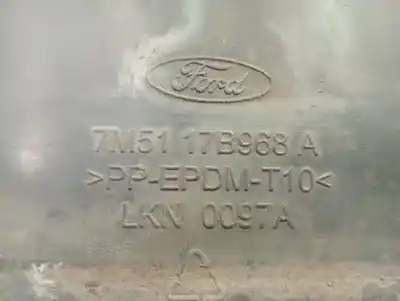 Ford
7M51 17B968 A
>PP-EPDM-T10<
LKN 0097A